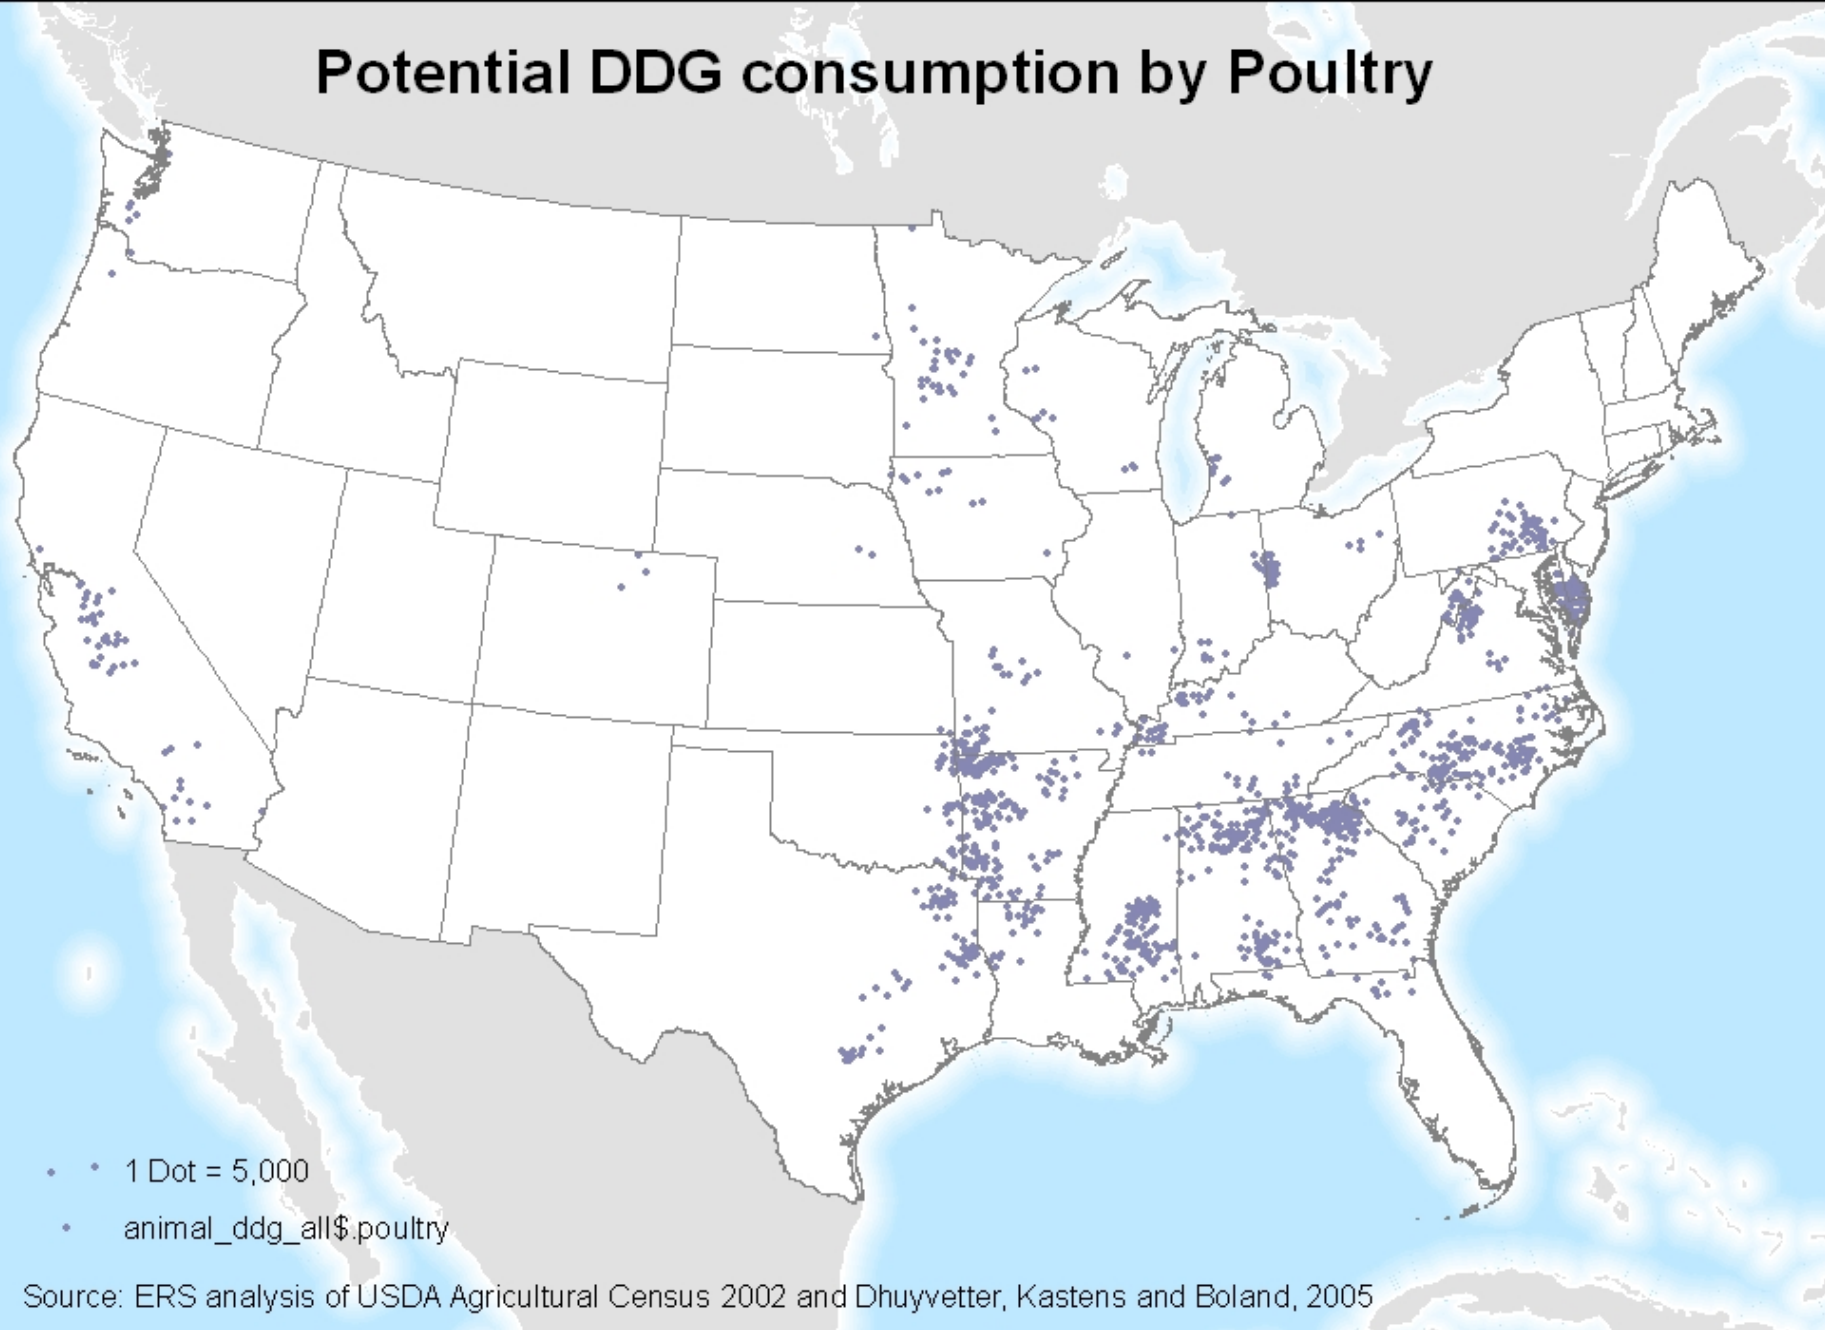 Potential DDG consumption by Poultry
1 Dot = 5,000
animal_ddg_all$.poultry
Source: ERS analysis of USDA Agricultural Census 2002 and Dhuyvetter, Kastens and Boland, 2005